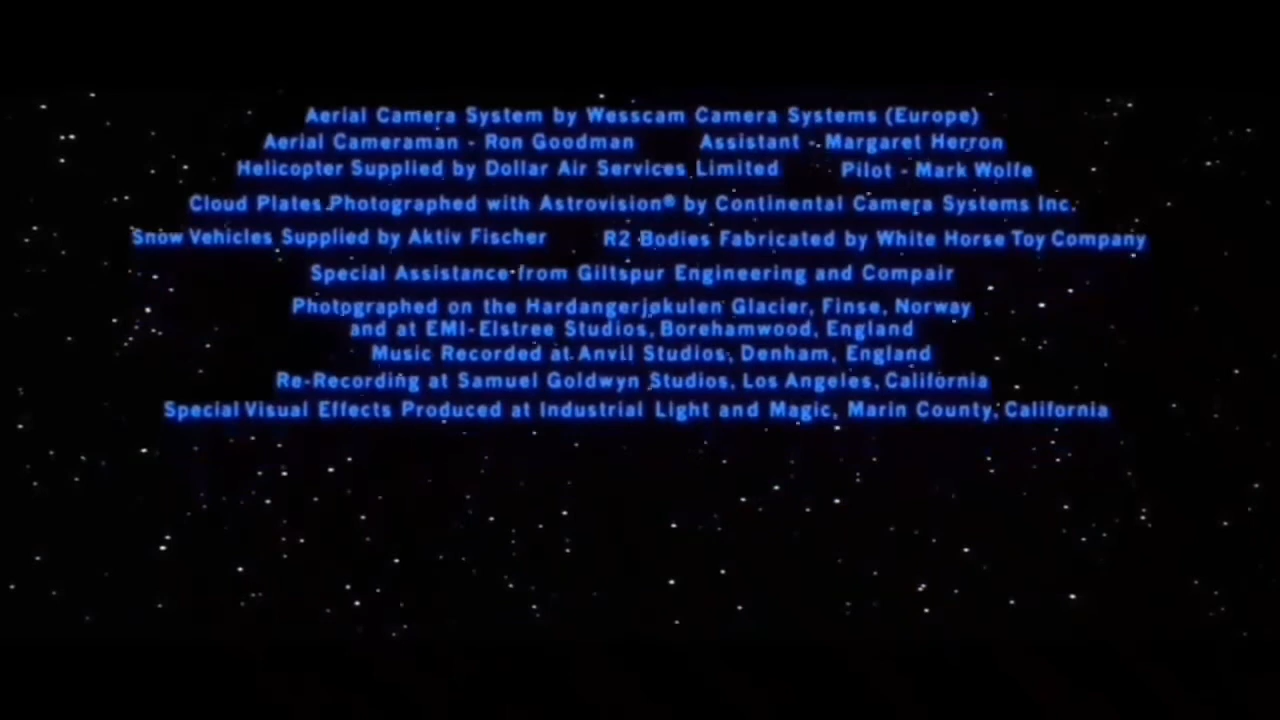 Aerial Camera System by Wesscam Camera Systems (Europe)
Aerial Cameraman - Ron Goodman Assistant - Margaret Herron
Helicopter Supplied by Dollar Air Services Limited Pilot - Mark Wolfe
Cloud Plates Photographed with Astrovision® by Continental Camera Systems Inc.
Snow Vehicles Supplied by Aktiv Fischer R2 Bodies Fabricated by White Horse Toy Company
Special Assistance from Giltspur Engineering and Compair
Photographed on the Hardangerjøkulen Glacier, Finse, Norway
and at EMI-Elstree Studios, Borehamwood, England
Music Recorded at Anvil Studios, Denham, England
Re-Recording at Samuel Goldwyn Studios, Los Angeles, California
Special Visual Effects Produced at Industrial Light and Magic, Marin County, California